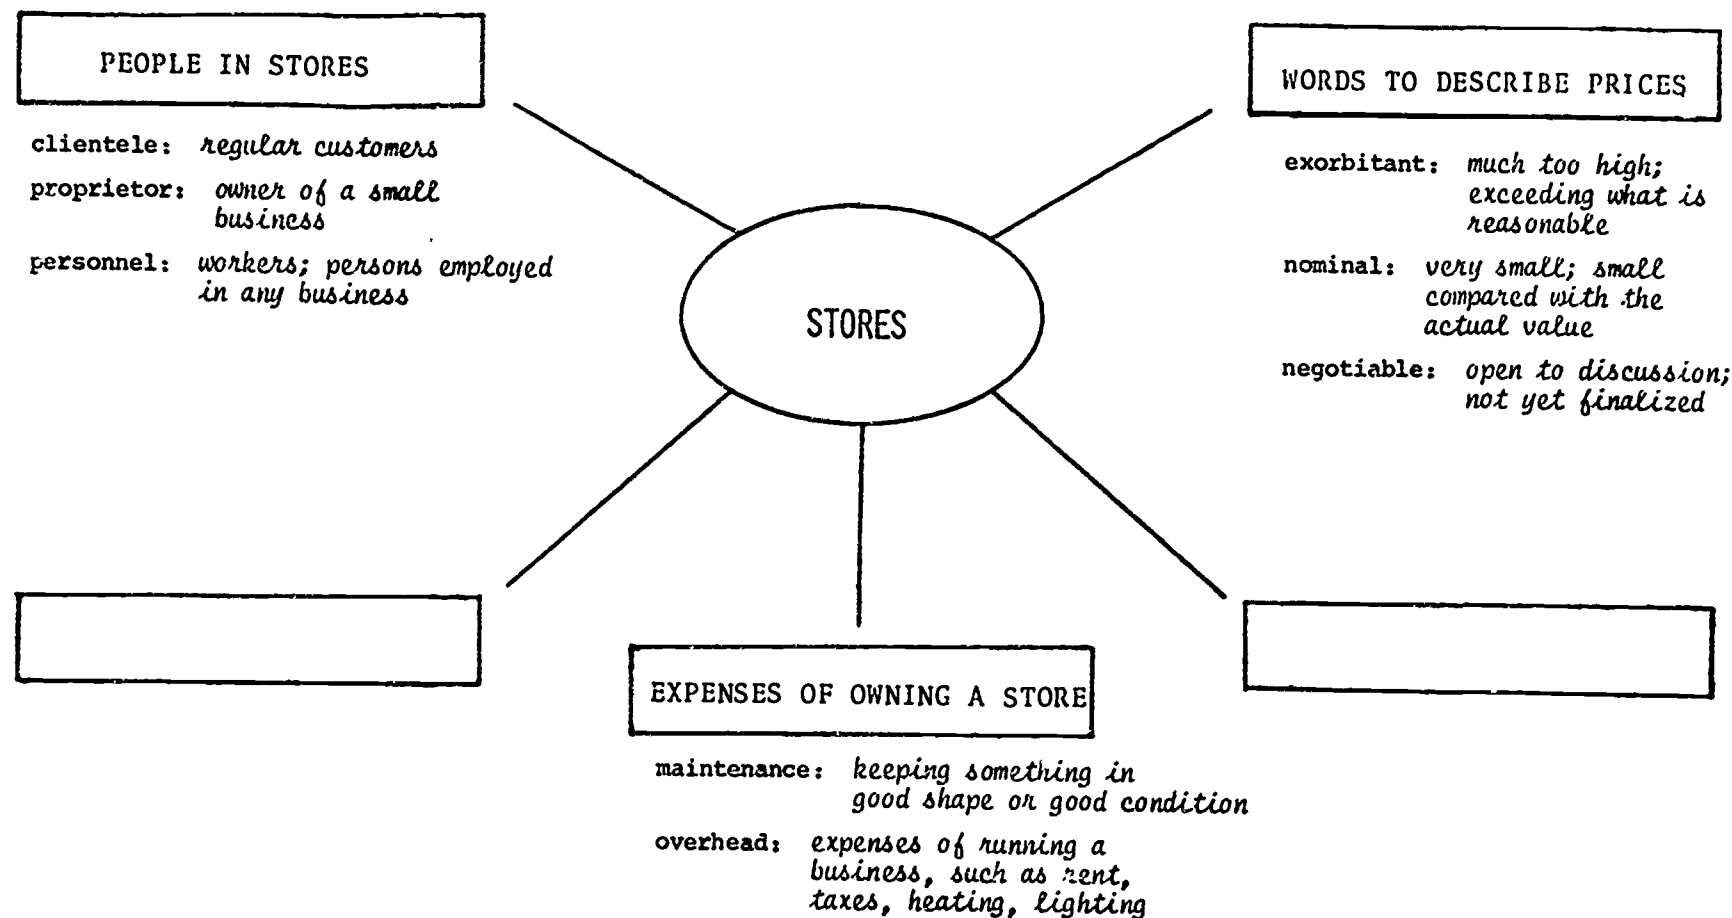 PEOPLE IN STORES
clientele: regular customers
proprietor: owner of a small
business
personnel: workers; persons employed
in any business
WORDS TO DESCRIBE PRICES
exorbitant: much too high;
exceeding what is
reasonable
nominal: very small; small
compared with the
actual value
negotiable: open to discussion;
not yet finalized
STORES
EXPENSES OF OWNING A STORE
maintenance: keeping something in
good shape or good condition
overhead: expenses of running a
business, such as rent,
taxes, heating, lighting